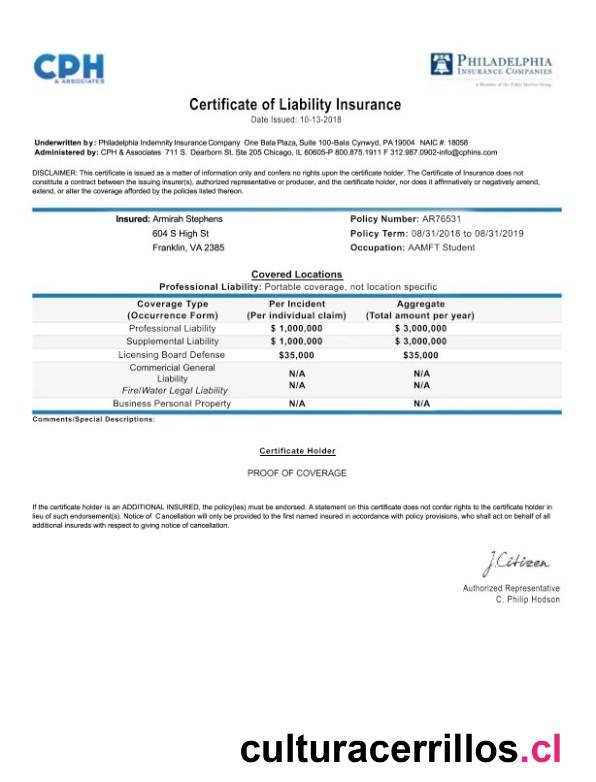 CPH
& ASSOCIATES
PHILADELPHIA
INSURANCE COMPANIES
A Member of the Tokio Marine Group
Certificate of Liability Insurance
Date Issued: 10-13-2018
Underwritten by: Philadelphia Indemnity Insurance Company One Bala Plaza, Suite 100-Bala Cynwyd, PA 19004 NAIC #: 18058
Administered by: CPH & Associates 711 S. Dearborn St. Ste 205 Chicago, IL 60605-P 800.875.1911 F 312.987.0902-info@cphins.com
DISCLAIMER: This certificate is issued as a matter of information only and confers no rights upon the certificate holder. The Certificate of Insurance does not
constitute a contract between the issuing insurer(s), authorized representative or producer, and the certificate holder, nor does it affirmatively or negatively amend,
extend, or alter the coverage afforded by the policies listed thereon.
Insured: Armirah Stephens Policy Number: AR76531
604 S High St Policy Term: 08/31/2018 to 08/31/2019
Franklin, VA 2385 Occupation: AAMFT Student
Covered Locations
Professional Liability: Portable coverage, not location specific
Coverage Type Per Incident Aggregate
(Occurrence Form) (Per individual claim) (Total amount per year)
Professional Liability $ 1,000,000 $ 3,000,000
Supplemental Liability $ 1,000,000 $ 3,000,000
Licensing Board Defense $35,000 $35,000
Commericial General
Liability N/A N/A
Fire/Water Legal Liability N/A N/A
Business Personal Property N/A N/A
Comments/Special Descriptions:
Certificate Holder
PROOF OF COVERAGE
If the certificate holder is an ADDITIONAL INSURED, the policy(ies) must be endorsed. A statement on this certificate does not confer rights to the certificate holder in
lieu of such endorsement(s). Notice of Cancellation will only be provided to the first named insured in accordance with policy provisions, who shall act on behalf of all
additional insureds with respect to giving notice of cancellation.
J.Citizen
Authorized Representative
C. Philip Hodson
culturacerrillos.cl